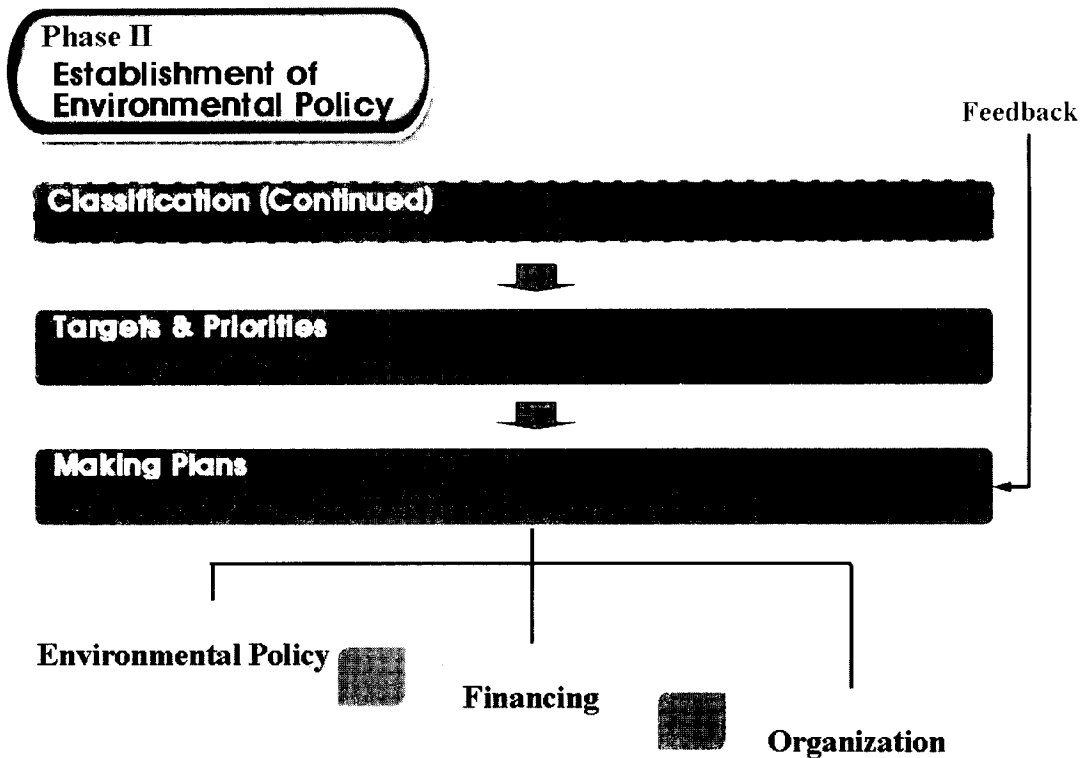 Phase II
Establishment of
Environmental Policy
Feedback
Classification (Continued)
Targets & Priorities
Making Plans
Environmental Policy
Financing
Organization